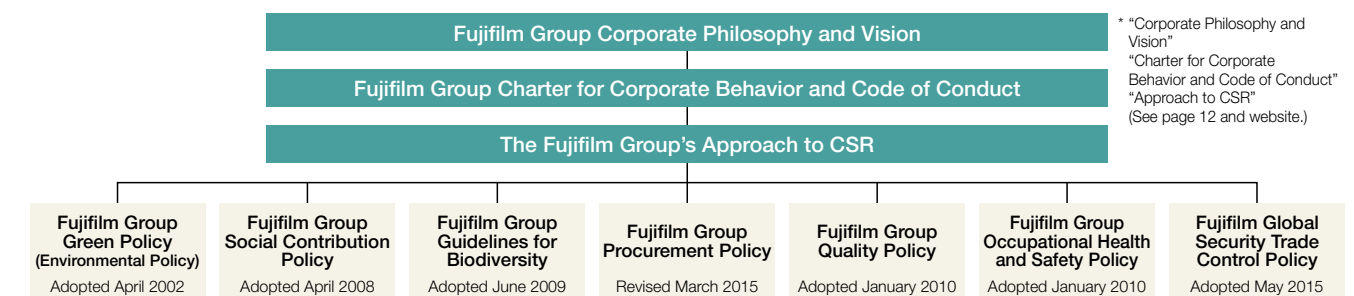 Fujifilm Group Corporate Philosophy and Vision
Fujifilm Group Charter for Corporate Behavior and Code of Conduct
The Fujifilm Group's Approach to CSR
* “Corporate Philosophy and
Vision”
“Charter for Corporate
Behavior and Code of Conduct”
“Approach to CSR”
(See page 12 and website.)
Fujifilm Group
Green Policy
(Environmental Policy)
Adopted April 2002
Fujifilm Group
Social Contribution
Policy
Adopted April 2008
Fujifilm Group
Guidelines for
Biodiversity
Adopted June 2009
Fujifilm Group
Procurement Policy
Revised March 2015
Fujifilm Group
Quality Policy
Adopted January 2010
Fujifilm Group
Occupational Health
and Safety Policy
Adopted January 2010
Fujifilm Global
Security Trade
Control Policy
Adopted May 2015